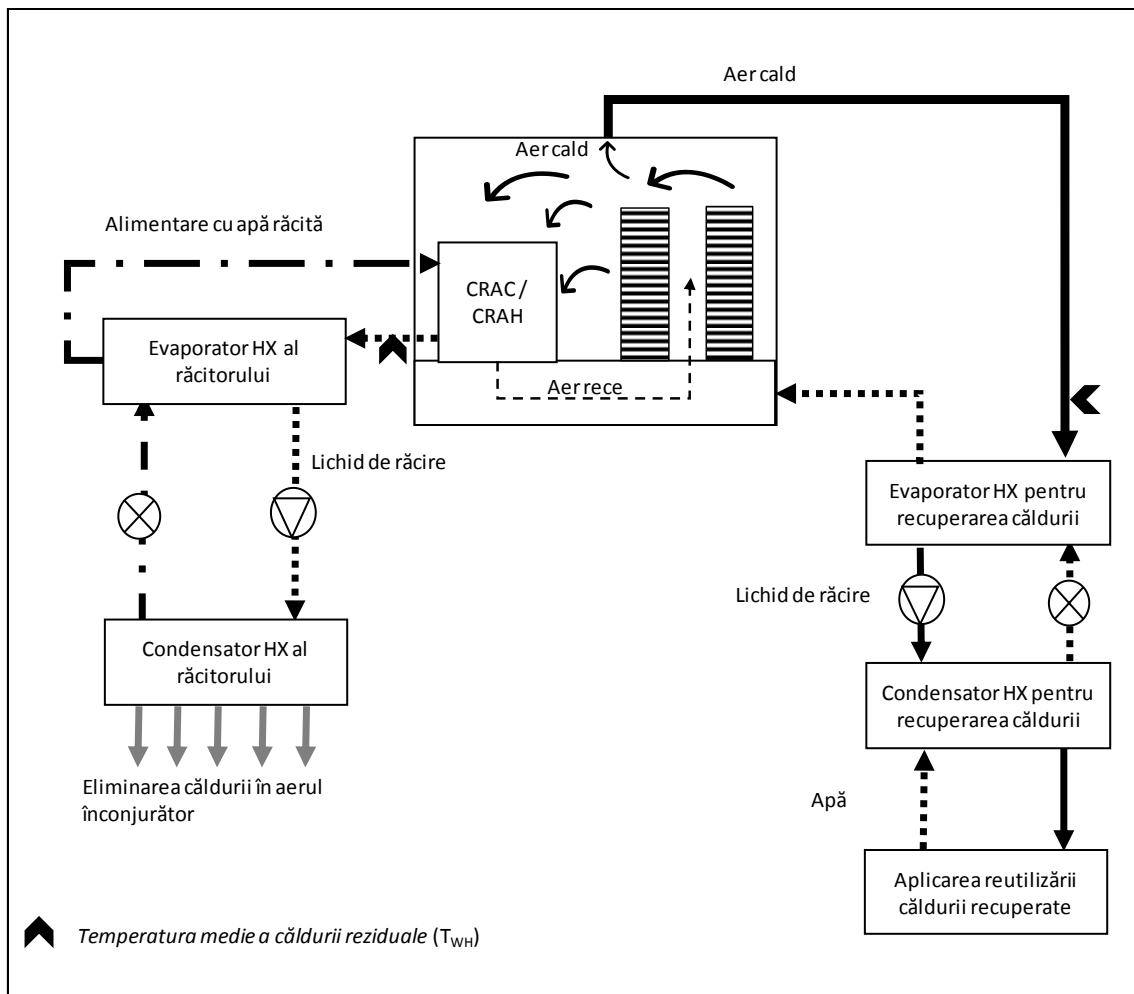 Aer cald
Aer cald
Alimentare cu apă răcită
CRAC /
CRAH
Evaporator HX al
răcitorului
Aer rece
Lichid de răcire
Evaporator HX pentru
recuperarea căldurii
Lichid de răcire
Condensator HX al
răcitorului
Condensator HX pentru
recuperarea căldurii
Eliminarea căldurii în aerul
înconjurător
Apă
Aplicarea reutilizării
căldurii recuperate
Temperatura medie a căldurii reziduale (TWH)